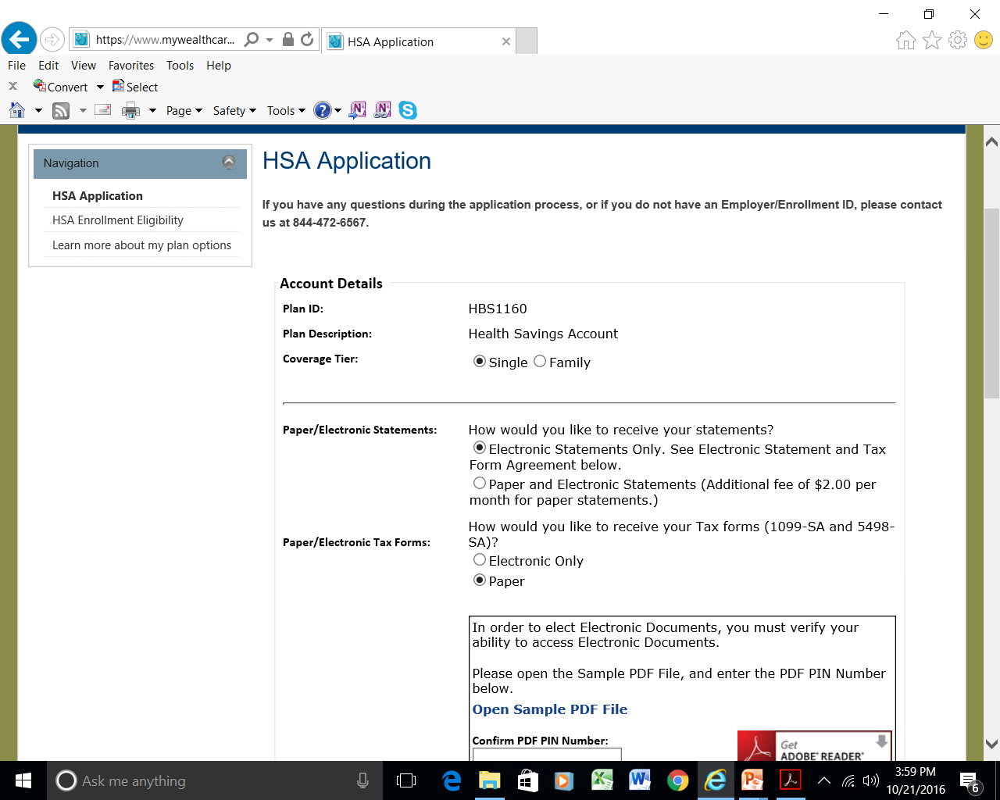 https://www.mywealthcar...
HSA Application
File Edit View Favorites Tools Help
x Convert Select
Page Safety Tools
Navigation
HSA Application
HSA Enrollment Eligibility
Learn more about my plan options
HSA Application
If you have any questions during the application process, or if you do not have an Employer/Enrollment ID, please contact
us at 844-472-6567.
Account Details
Plan ID: HBS1160
Plan Description: Health Savings Account
Coverage Tier: Single Family
Paper/Electronic Statements: How would you like to receive your statements?
Electronic Statements Only. See Electronic Statement and Tax
Form Agreement below.
Paper and Electronic Statements (Additional fee of $2.00 per
month for paper statements.)
How would you like to receive your Tax forms (1099-SA and 5498-
Paper/Electronic Tax Forms: SA)?
Electronic Only
Paper
In order to elect Electronic Documents, you must verify your
ability to access Electronic Documents.
Please open the Sample PDF File, and enter the PDF PIN Number
below.
Open Sample PDF File
Confirm PDF PIN Number:
Get
ADOBE® READER®
Ask me anything
3:59 PM
10/21/2016
6